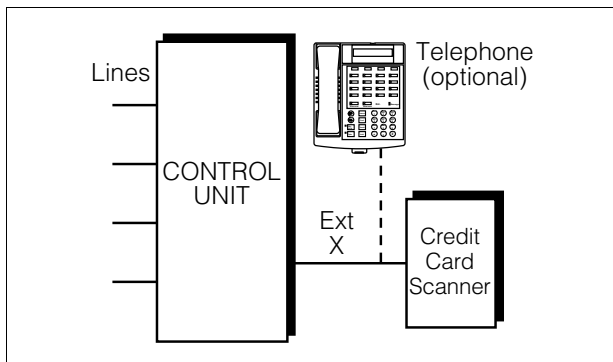 Lines
CONTROL
UNIT
Telephone
(optional)
Ext
X
Credit
Card
Scanner